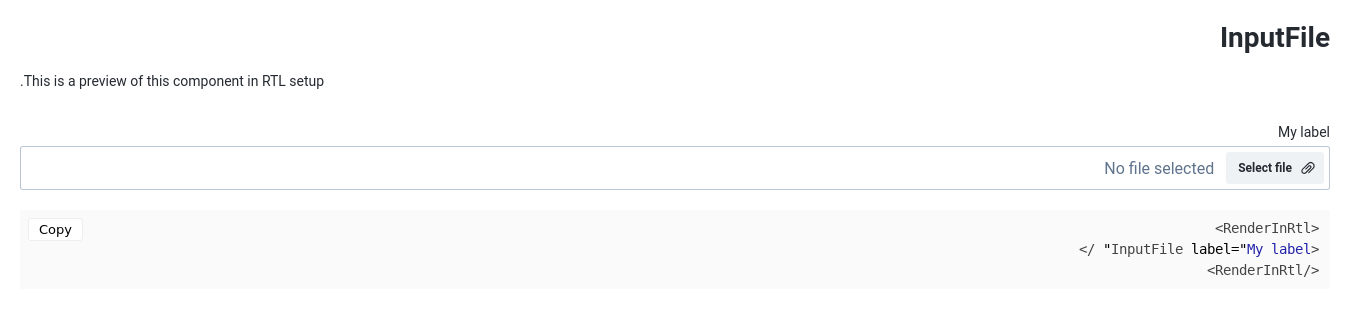 InputFile
.This is a preview of this component in RTL setup
My label
No file selected
Select file
Copy
<RenderInRtl>
</ "InputFile label="My label>
<RenderInRtl/>